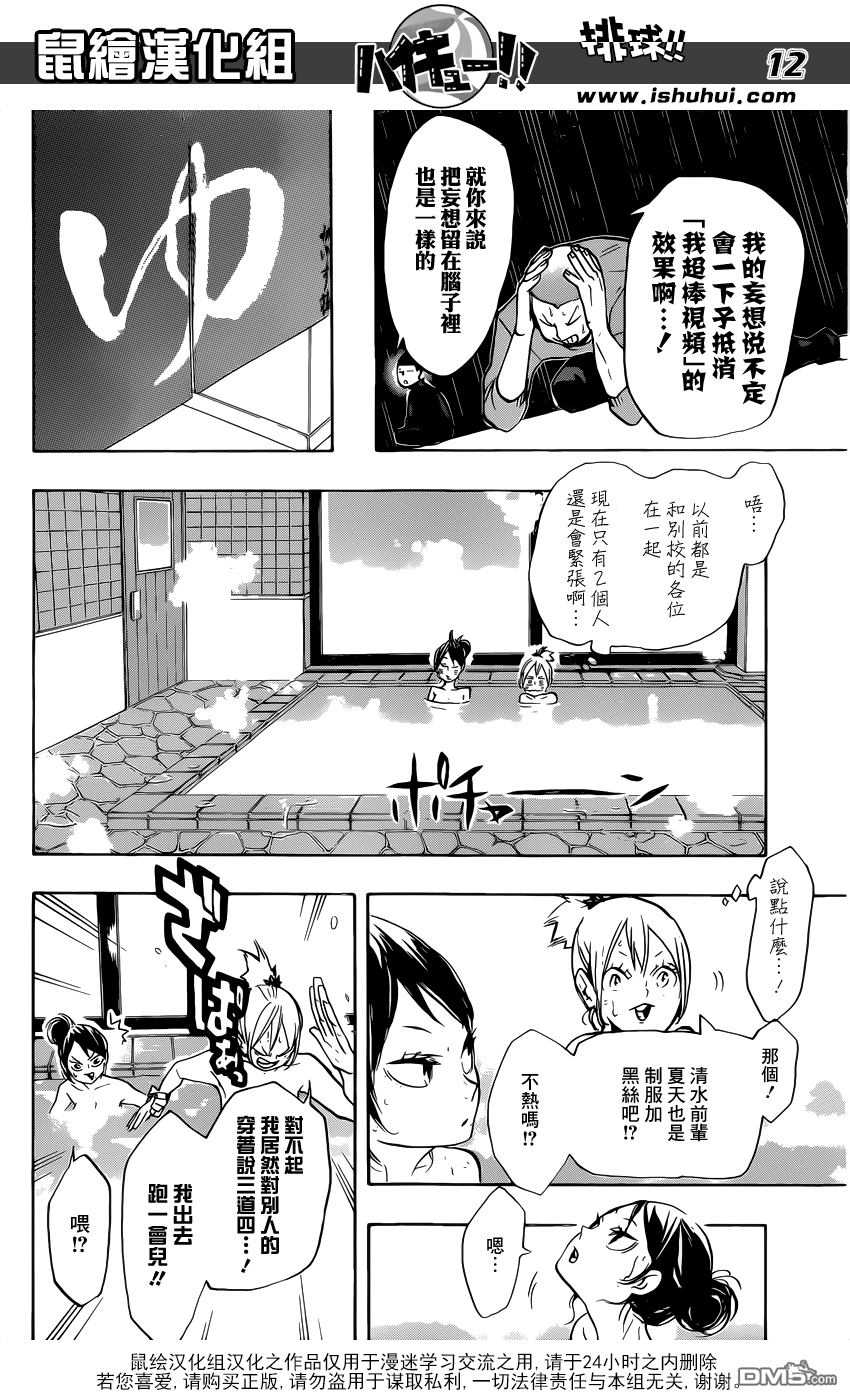 鼠繪漢化組
ハイキュー!!
排球!!
12
www.ishuhui.com
我的妄想说不定
會一下子抵消
「我超棒視頻」的
效果啊…!
就你來説
把妄想留在腦子裡
也是一樣的
ゆ
唔…
以前都是
和別校的各位
在一起
現在只有2個人
還是會緊張啊…
ポチャーン
說點什麼…!
那個!
清水前輩
夏天也是
制服加
黑絲吧!?
不熱嗎!?
嗯…
ざばあっ
對不起
我居然對別人的
穿著說三道四…!
我出去
跑一會兒!!
喂!?
鼠绘汉化组汉化之作品仅用于漫迷学习交流之用, 请于24小时之内删除
若您喜爱, 请购买正版, 请勿盗用于谋取私利, 一切法律责任与本组无关, 谢谢。
DM5.com